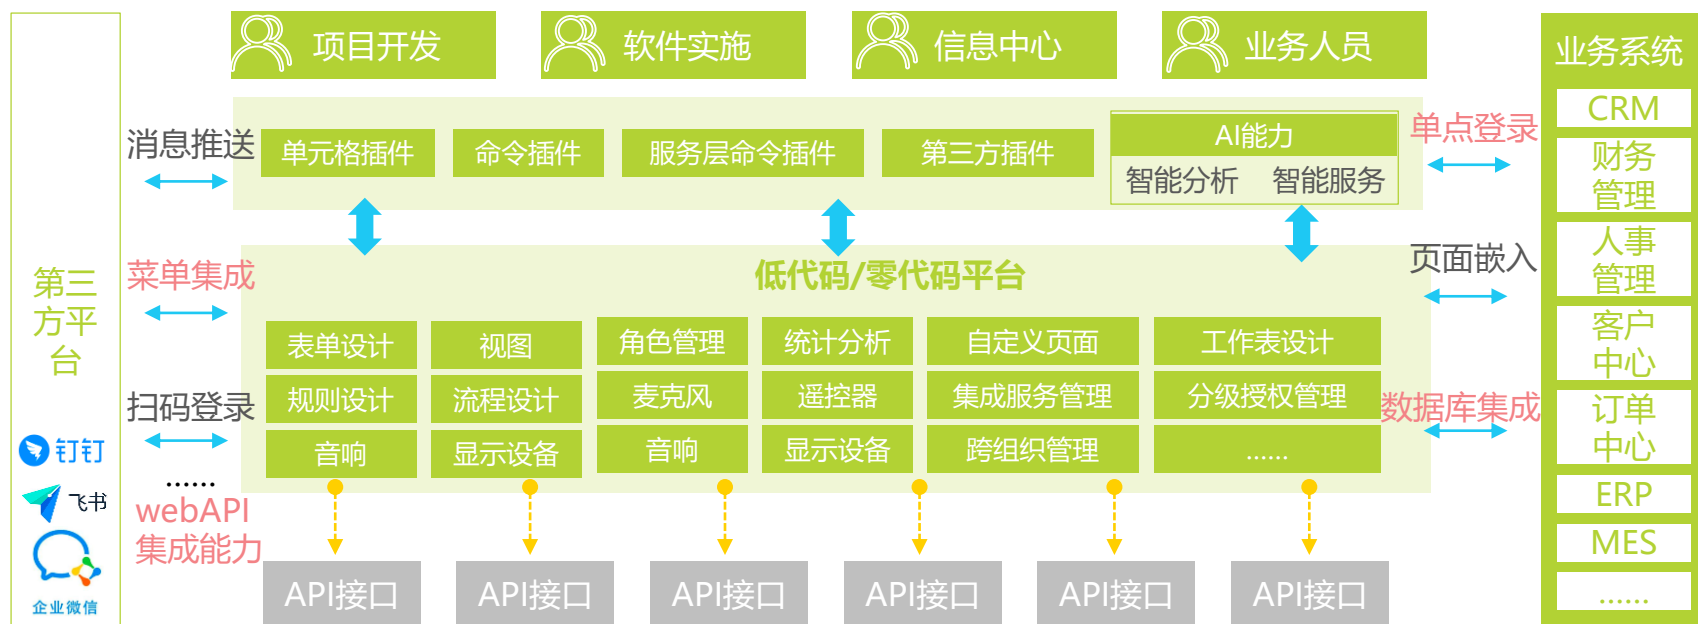 项目开发
软件实施
信息中心
业务人员
业务系统
消息推送
单元格插件
命令插件
服务层命令插件
第三方插件
AI能力
智能分析 智能服务
单点登录
CRM
财务
管理
第三
方平
台
菜单集成
低代码/零代码平台
页面嵌入
人事
管理
表单设计
视图
角色管理
统计分析
自定义页面
工作表设计
客户
中心
规则设计
流程设计
麦克风
遥控器
集成服务管理
分级授权管理
扫码登录
数据库集成
订单
中心
音响
显示设备
音响
显示设备
跨组织管理
……
钉钉
……
飞书
webAPI
集成能力
ERP
MES
……
企业微信
API接口
API接口
API接口
API接口
API接口
API接口